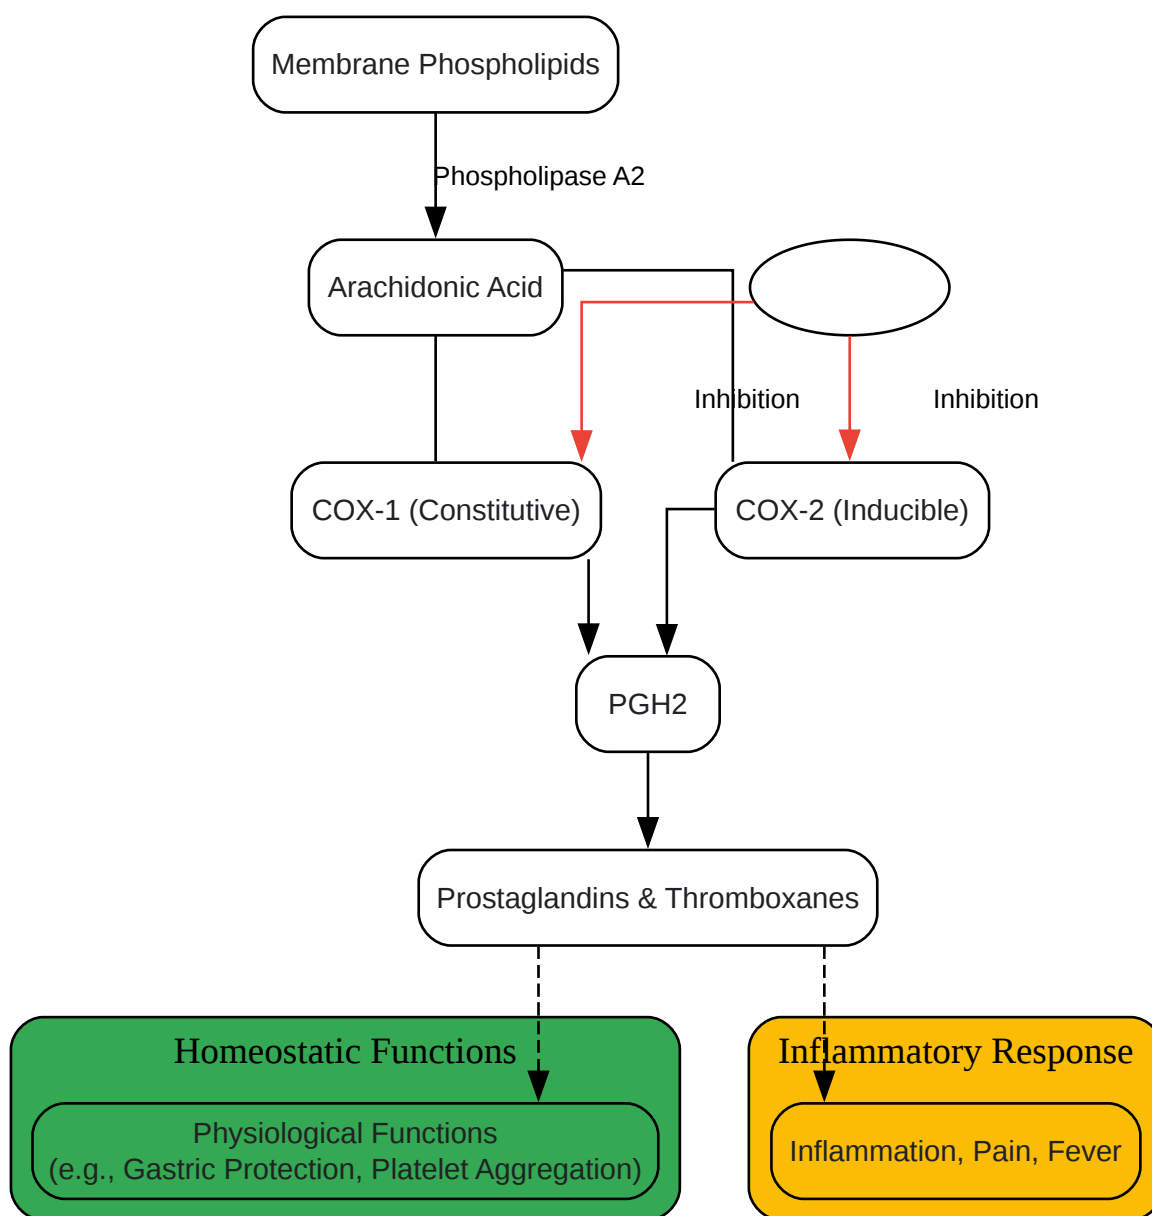 Membrane Phospholipids
Phospholipase A2
Arachidonic Acid
Inhibition
Inhibition
COX-1 (Constitutive)
COX-2 (Inducible)
PGH2
Prostaglandins & Thromboxanes
Homeostatic Functions
Physiological Functions
(e.g., Gastric Protection, Platelet Aggregation)
Inflammatory Response
Inflammation, Pain, Fever